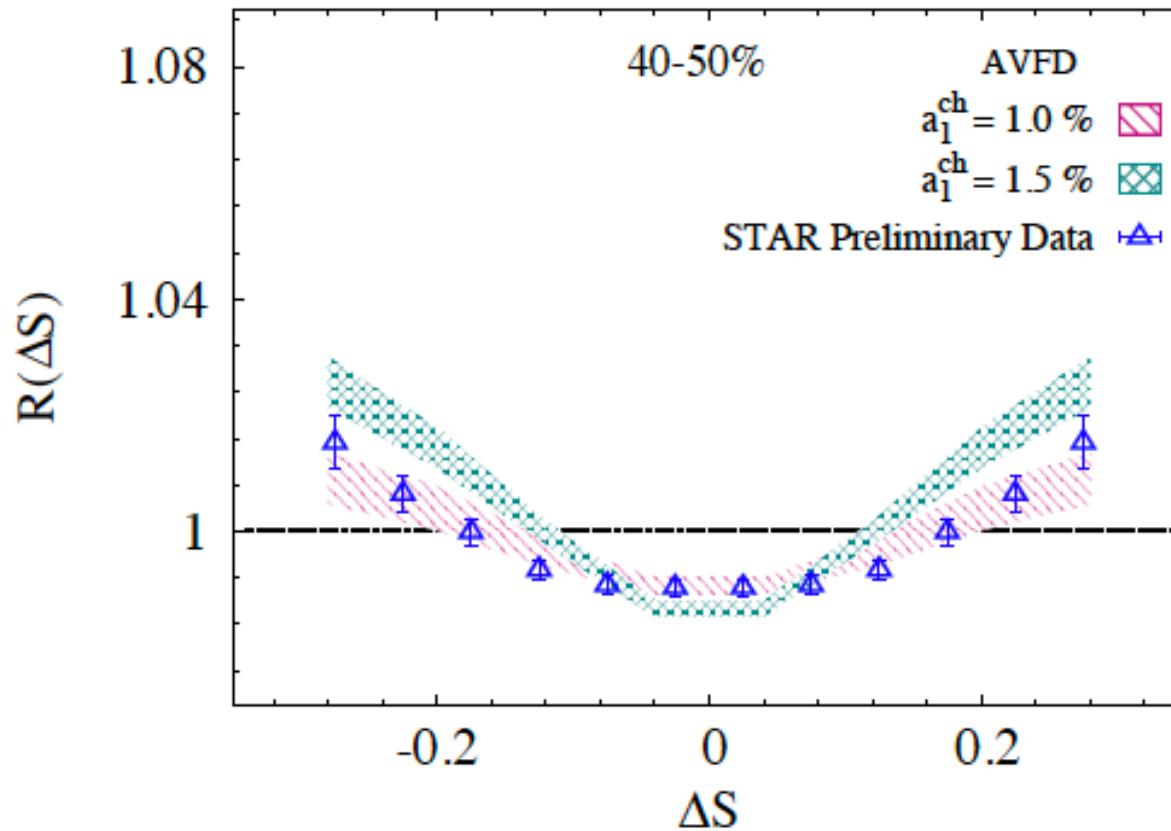 1.08
1.04
1
R(ΔS)
40-50%
AVFD
a₁ᶜʰ = 1.0 %
a₁ᶜʰ = 1.5 %
STAR Preliminary Data
-0.2
0
0.2
ΔS